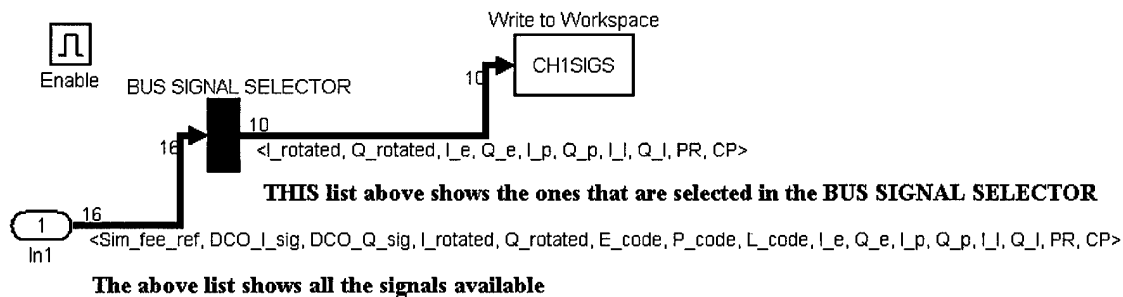 Write to Workspace
CH1SIGS
10
Enable
BUS SIGNAL SELECTOR
10
16
<I_rotated, Q_rotated, I_e, Q_e, I_p, Q_p, I_l, Q_l, PR, CP>
THIS list above shows the ones that are selected in the BUS SIGNAL SELECTOR
16
1
<Sim_fee_ref, DCO_I_sig, DCO_Q_sig, I_rotated, Q_rotated, E_code, P_code, L_code, I_e, Q_e, I_p, Q_p, I_l, Q_l, PR, CP>
In1
The above list shows all the signals available